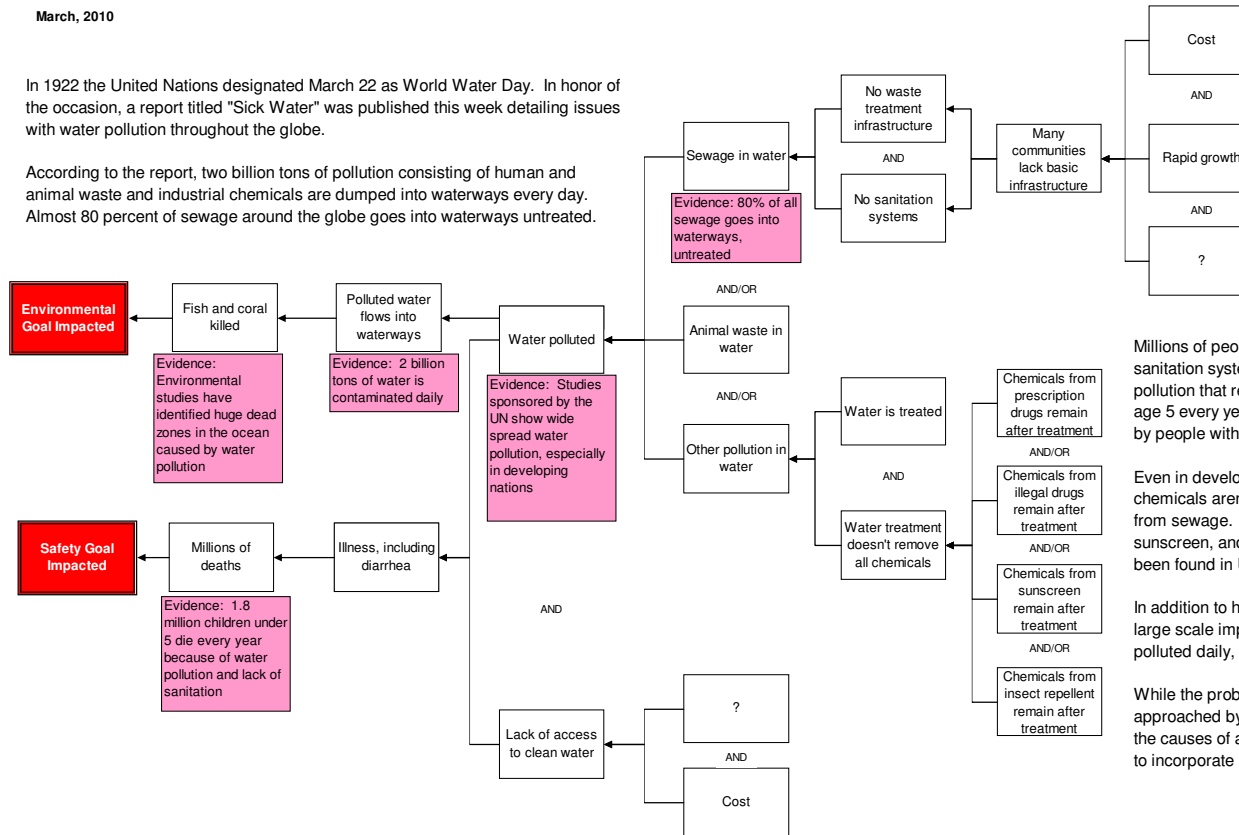 March, 2010
In 1922 the United Nations designated March 22 as World Water Day. In honor of
the occasion, a report titled "Sick Water" was published this week detailing issues
with water pollution throughout the globe.
According to the report, two billion tons of pollution consisting of human and
animal waste and industrial chemicals are dumped into waterways every day.
Almost 80 percent of sewage around the globe goes into waterways untreated.
Environmental
Goal Impacted
Fish and coral
killed
Evidence:
Environmental
studies have
identified huge dead
zones in the ocean
caused by water
pollution
Polluted water
flows into
waterways
Evidence: 2 billion
tons of water is
contaminated daily
Water polluted
Evidence: Studies
sponsored by the
UN show wide
spread water
pollution, especially
in developing
nations
Safety Goal
Impacted
Millions of
deaths
Evidence: 1.8
million children under
5 die every year
because of water
pollution and lack of
sanitation
Illness, including
diarrhea
AND
Lack of access
to clean water
?
AND
Cost
Sewage in water
Evidence: 80% of all
sewage goes into
waterways,
untreated
AND/OR
Animal waste in
water
AND/OR
Other pollution in
water
No waste
treatment
infrastructure
AND
No sanitation
systems
Many
communities
lack basic
infrastructure
Cost
AND
Rapid growth
AND
?
Water is treated
AND
Water treatment
doesn't remove
all chemicals
Chemicals from
prescription
drugs remain
after treatment
AND/OR
Chemicals from
illegal drugs
remain after
treatment
AND/OR
Chemicals from
sunscreen
remain after
treatment
AND/OR
Chemicals from
insect repellent
remain after
treatment
Millions of
sanitation
pollution that
age 5 every
by people with
Even in
chemicals
from sewage.
sunscreen,
been found in
In addition to
large scale
polluted daily,
While the
approached by
the causes of
to incorporate